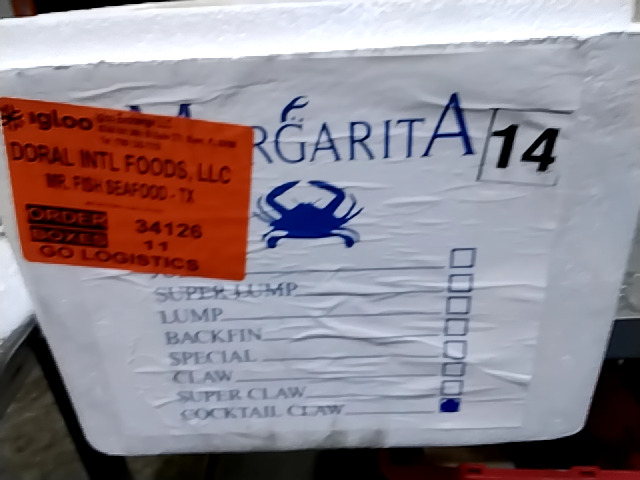 MARGARITA
14
igloo
DORAL INTL FOODS, LLC
MR. FISH SEAFOOD - TX
ORDER 34126
BOXES 11
GO LOGISTICS
SUPER LUMP
LUMP
BACKFIN
SPECIAL
CLAW
SUPER CLAW
COCKTAIL CLAW